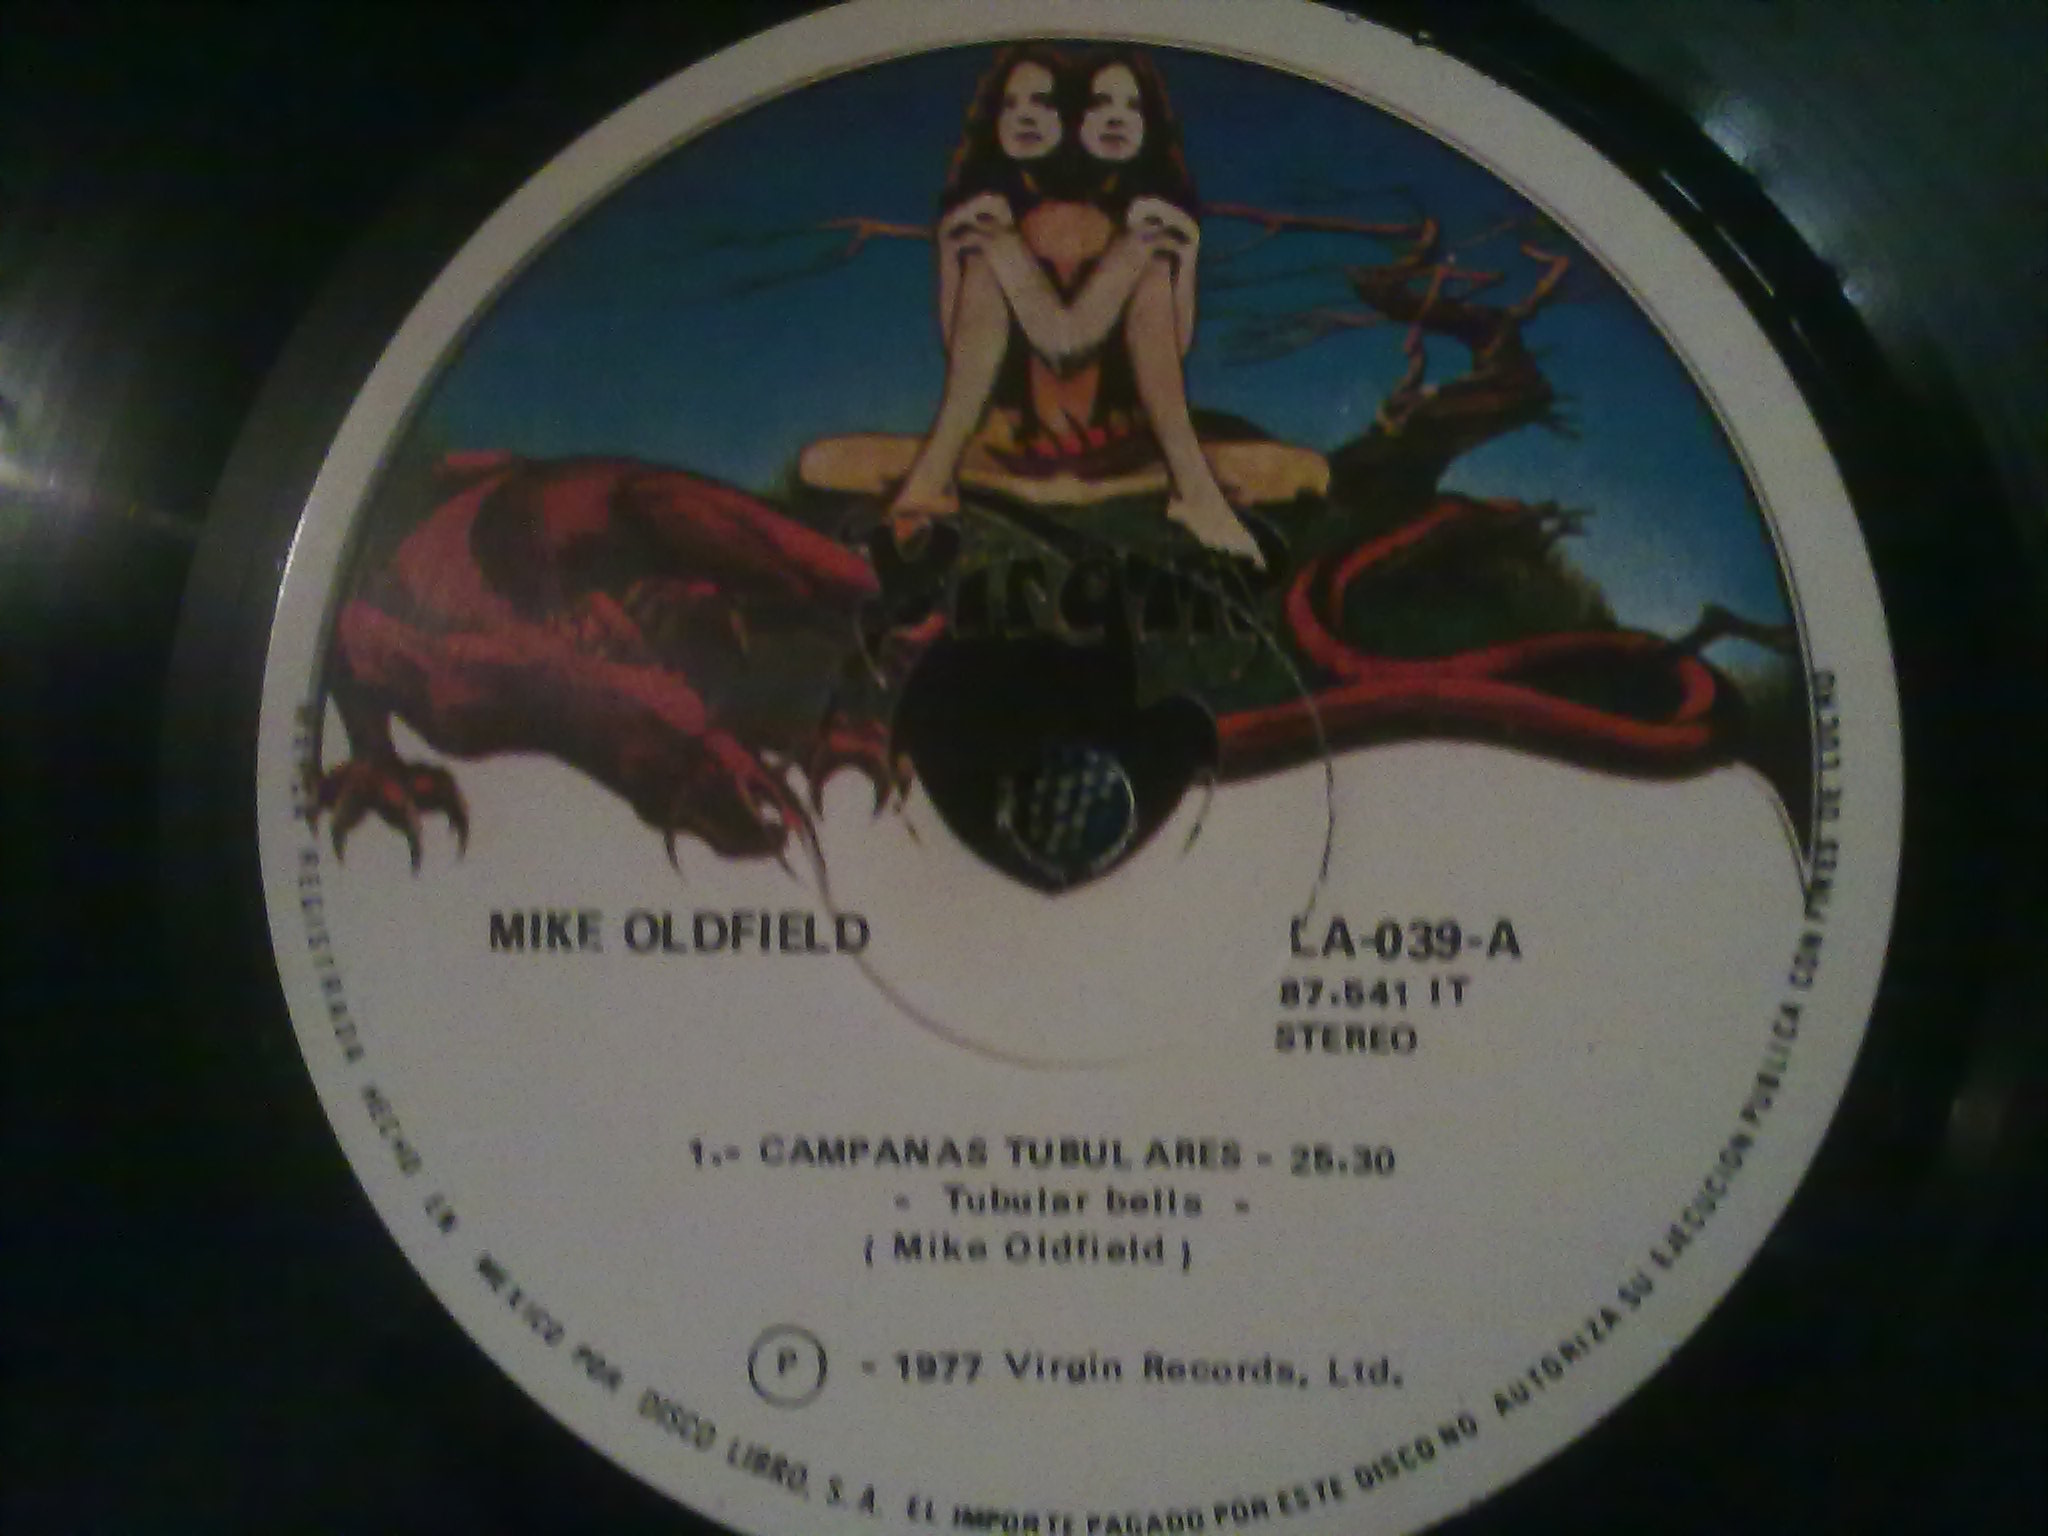 Virgin
MIKE OLDFIELD
LA-039-A
87.541 IT
STEREO
1.- CAMPANAS TUBULARES - 25.30
- Tubular bells -
( Mike Oldfield )
P - 1977 Virgin Records, Ltd.
REGISTRADA HECHO EN MEXICO POR DISCO LIBRO, S.A. EL IMPORTE PAGADO POR ESTE DISCO NO AUTORIZA SU EJECUCION PUBLICA CON FINES DE LUCRO